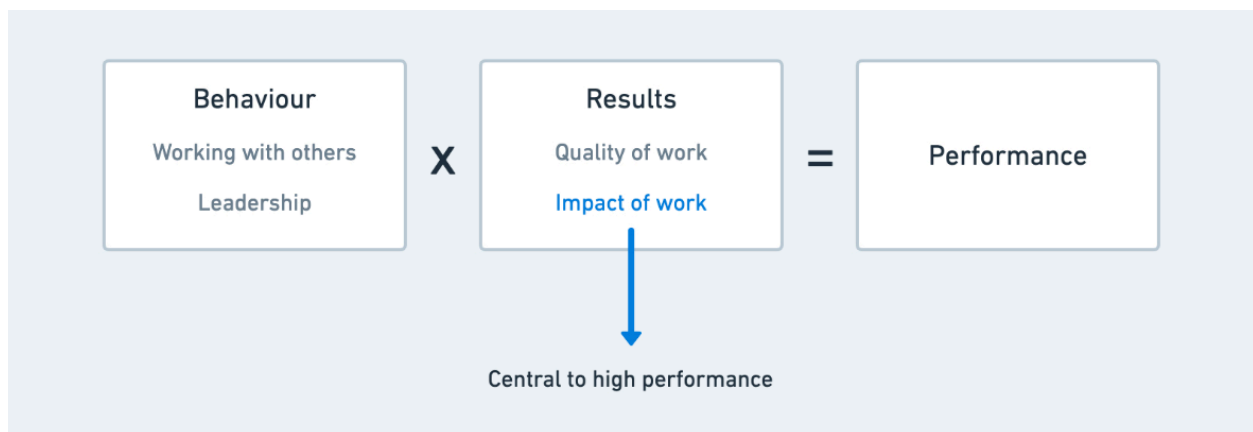 Behaviour
Working with others
Leadership
X
Results
Quality of work
Impact of work
=
Performance
Central to high performance